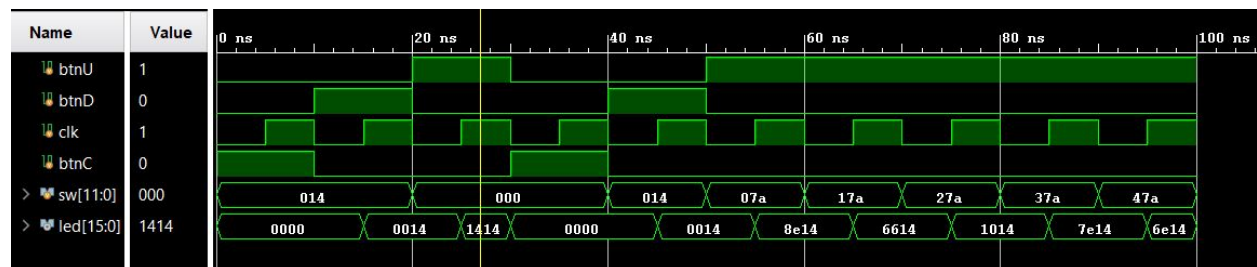 Name Value 0 ns 20 ns 40 ns 60 ns 80 ns 100 ns
btnU 1
btnD 0
clk 1
btnC 0
sw[11:0] 000 014 000 014 07a 17a 27a 37a 47a
led[15:0] 1414 0000 0014 1414 0000 0014 8e14 6614 1014 7e14 6e14